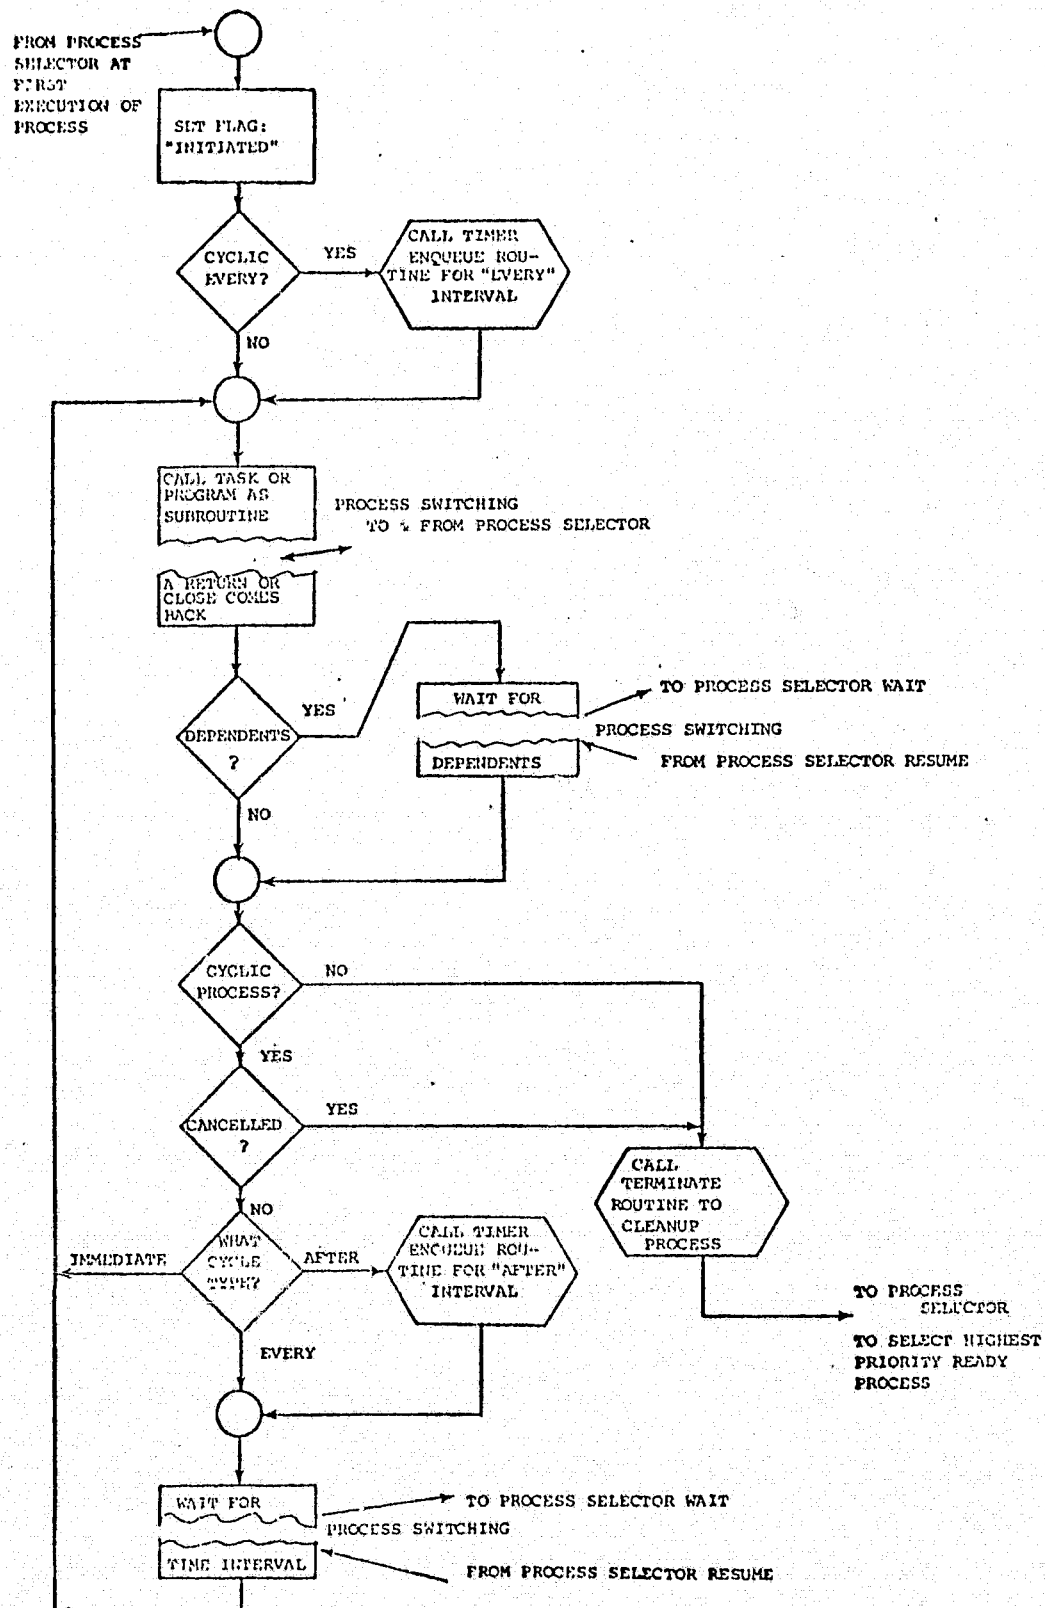 FROM PROCESS
SELECTOR AT
FIRST
EXECUTION OF
PROCESS
SET FLAG:
"INITIATED"
CYCLIC
EVERY?
YES
CALL TIMER
ENQUEUE ROU-
TINE FOR "EVERY"
INTERVAL
NO
CALL TASK OR
PROGRAM AS
SUBROUTINE
PROCESS SWITCHING
TO & FROM PROCESS SELECTOR
A RETURN OR
CLOSE COMES
BACK
DEPENDENTS
?
YES
WAIT FOR
TO PROCESS SELECTOR WAIT
PROCESS SWITCHING
DEPENDENTS
FROM PROCESS SELECTOR RESUME
NO
CYCLIC
PROCESS?
NO
YES
CANCELLED
?
YES
CALL
TERMINATE
ROUTINE TO
CLEANUP
PROCESS
NO
WHAT
CYCLE
TYPE?
IMMEDIATE
AFTER
CALL TIMER
ENQUEUE ROU-
TINE FOR "AFTER"
INTERVAL
TO PROCESS
SELECTOR
TO SELECT HIGHEST
PRIORITY READY
PROCESS
EVERY
WAIT FOR
TO PROCESS SELECTOR WAIT
PROCESS SWITCHING
TIME INTERVAL
FROM PROCESS SELECTOR RESUME